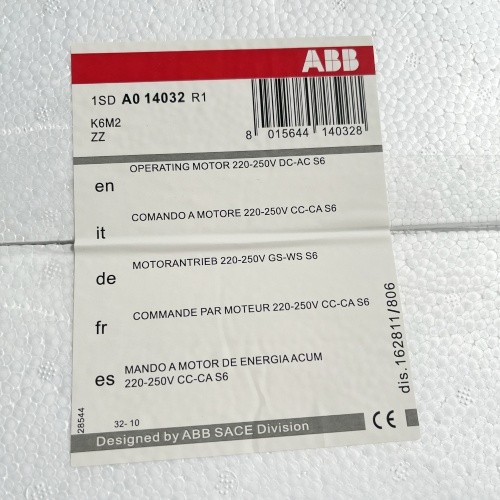 ABB
1SD A0 14032 R1
K6M2
ZZ
8 015644 140328
OPERATING MOTOR 220-250V DC-AC S6
en
COMANDO A MOTORE 220-250V CC-CA S6
it
MOTORANTRIEB 220-250V GS-WS S6
de
COMMANDE PAR MOTEUR 220-250V CC-CA S6
fr
MANDO A MOTOR DE ENERGIA ACUM
es
220-250V CC-CA S6
dis.162811/806
28544
32- 10
CE
Designed by ABB SACE Division